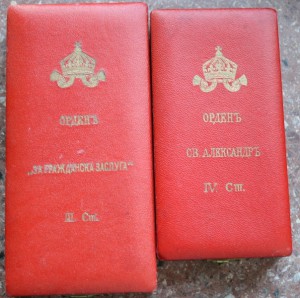 ОРДЕНЪ
„ЗА ГРАЖДАНСКА ЗАСЛУГА“
III. Ст.
ОРДЕНЪ
СВ. АЛЕКСАНДРЪ
IV. Ст.